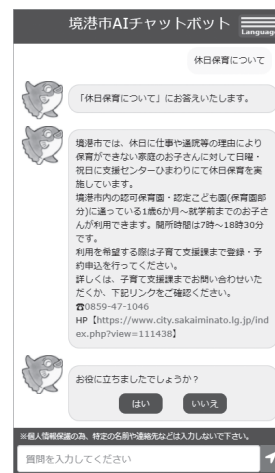 境港市AIチャットボット
Language
休日保育について
「休日保育について」にお答えいたします。
境港市では、休日に仕事や通院等の理由により
保育ができない家庭のお子さんに対して日曜・
祝日に支援センターひまわりにて休日保育を実
施しています。
境港市内の認可保育園・認定こども園(保育園部
分)に通っている1歳6か月～就学前までのお子さ
んが利用できます。開所時間は7時～18時30分
です。
利用を希望する際は子育て支援課まで登録・予
約申込を行ってください。
詳しくは、子育て支援課までお問い合わせいた
だくか、下記リンクをご確認ください。
☎0859-47-1046
HP【https://www.city.sakaiminato.lg.jp/ind
ex.php?view=111438】
お役に立ちましたでしょうか？
はい
いいえ
※個人情報保護の為、特定の名前や連絡先などは入力しないで下さい。
質問を入力してください